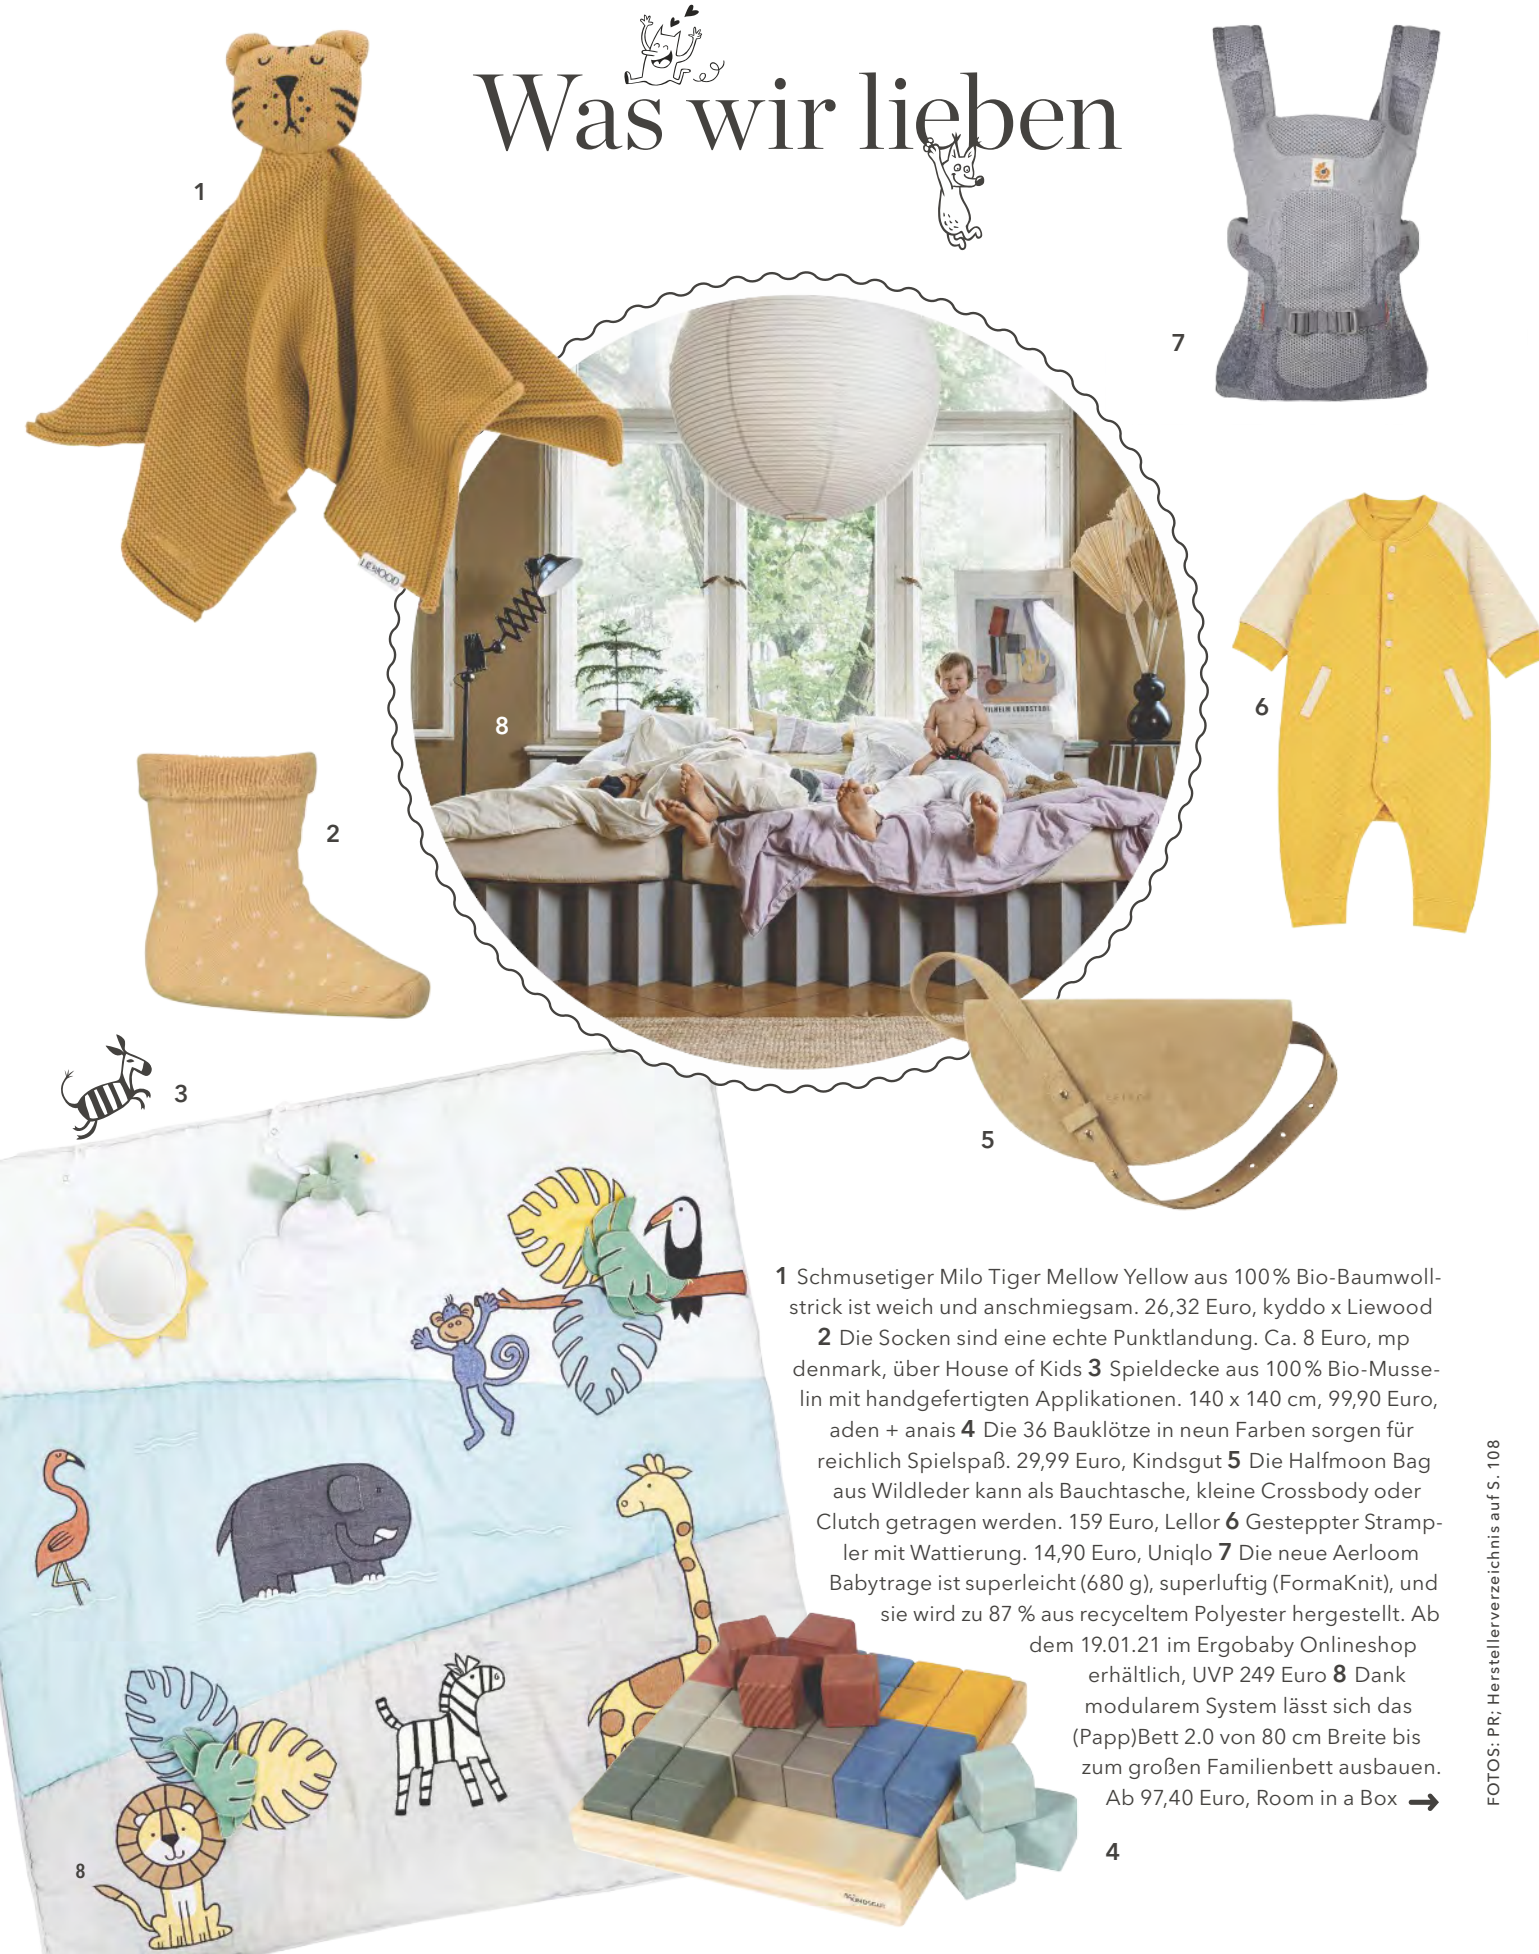 Was wir lieben
1
7
LIEWOOD
8
6
2
3
5
1 Schmusetiger Milo Tiger Mellow Yellow aus 100% Bio-Baumwoll-
strick ist weich und anschmiegsam. 26,32 Euro, kyddo x Liewood
2 Die Socken sind eine echte Punktlandung. Ca. 8 Euro, mp
denmark, über House of Kids 3 Spieldecke aus 100% Bio-Musse-
lin mit handgefertigten Applikationen. 140 x 140 cm, 99,90 Euro,
aden + anais 4 Die 36 Bauklötze in neun Farben sorgen für
reichlich Spielspaß. 29,99 Euro, Kindsgut 5 Die Halfmoon Bag
aus Wildleder kann als Bauchtasche, kleine Crossbody oder
Clutch getragen werden. 159 Euro, Lellor 6 Gesteppter Stramp-
ler mit Wattierung. 14,90 Euro, Uniqlo 7 Die neue Aerloom
Babytrage ist superleicht (680 g), superluftig (FormaKnit), und
sie wird zu 87 % aus recyceltem Polyester hergestellt. Ab
dem 19.01.21 im Ergobaby Onlineshop
erhältlich, UVP 249 Euro 8 Dank
modularem System lässt sich das
(Papp)Bett 2.0 von 80 cm Breite bis
zum großen Familienbett ausbauen.
Ab 97,40 Euro, Room in a Box →
4
8
KINDSGUT
FOTOS: PR; Herstellerverzeichnis auf S. 108